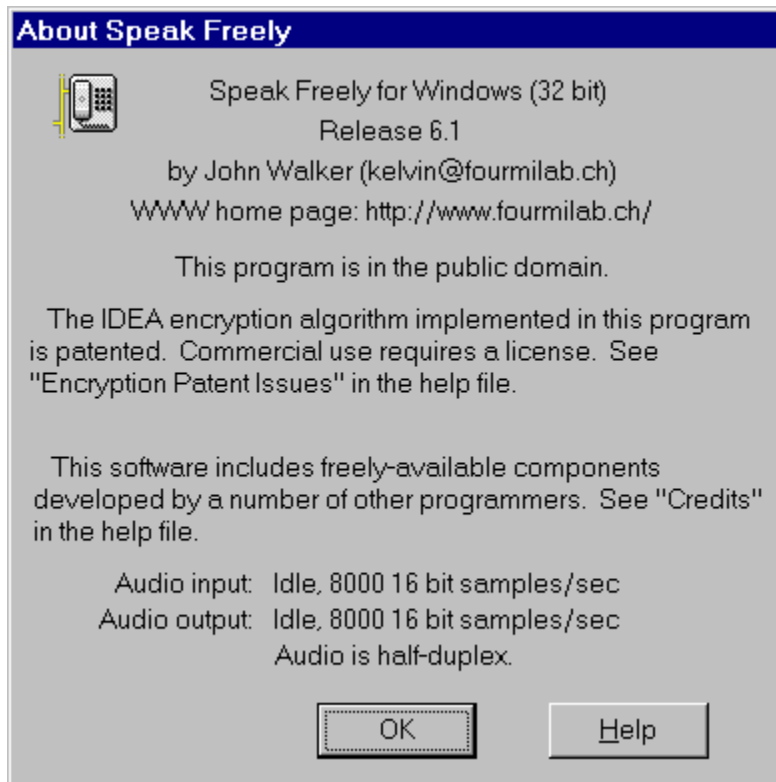 About Speak Freely
Speak Freely for Windows (32 bit)
Release 6.1
by John Walker (kelvin@fourmilab.ch)
WWW home page: http://www.fourmilab.ch/
This program is in the public domain.
The IDEA encryption algorithm implemented in this program
is patented. Commercial use requires a license. See
"Encryption Patent Issues" in the help file.
This software includes freely-available components
developed by a number of other programmers. See "Credits"
in the help file.
Audio input: Idle, 8000 16 bit samples/sec
Audio output: Idle, 8000 16 bit samples/sec
Audio is half-duplex.
OK Help